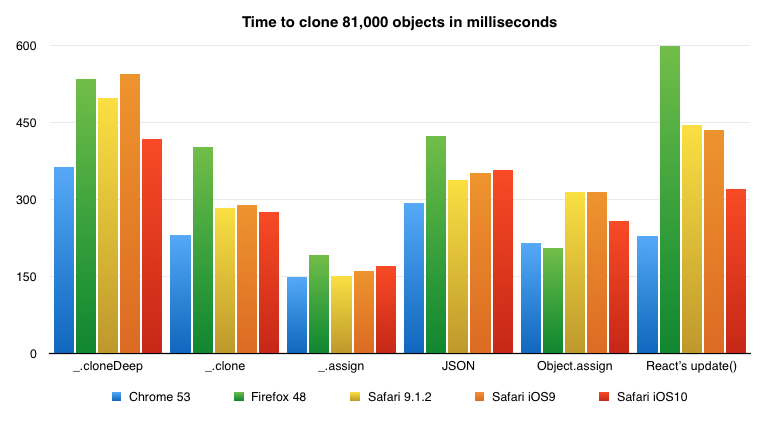 Time to clone 81,000 objects in milliseconds
600
450
300
150
0
_.cloneDeep _.clone _.assign JSON Object.assign React's update()
Chrome 53 Firefox 48 Safari 9.1.2 Safari iOS9 Safari iOS10